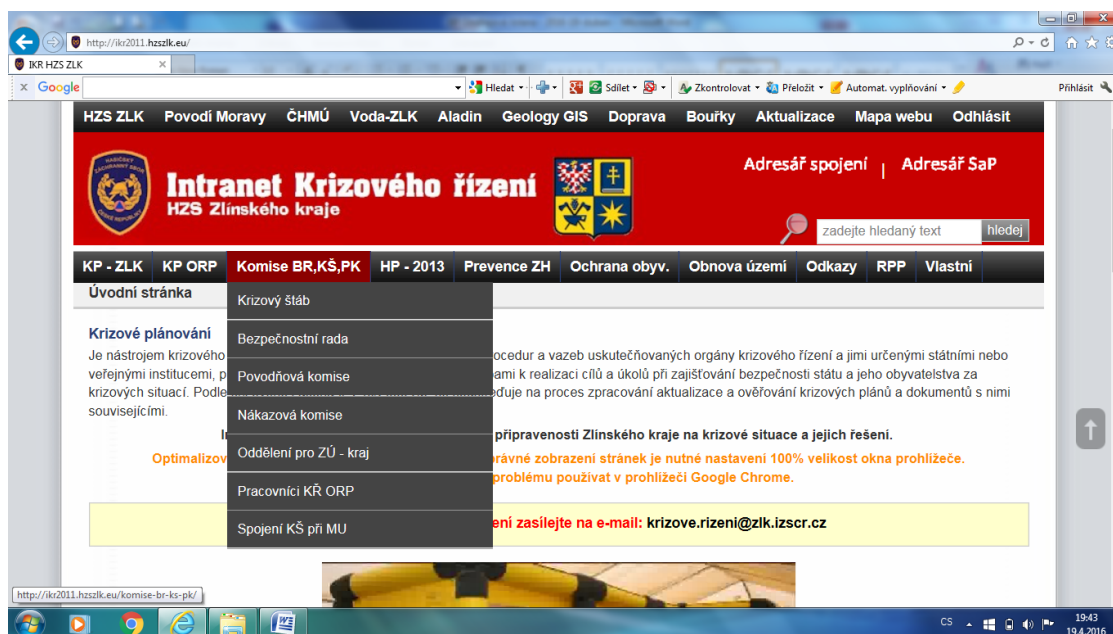 http://ikr2011.hzszlk.eu/
IKR HZS ZLK
x Google Hledat Sdílet Zkontrolovat Přeložit Automat. vyplňování Přihlásit
HZS ZLK Povodí Moravy ČHMÚ Voda-ZLK Aladin Geology GIS Doprava Bouřky Aktualizace Mapa webu Odhlásit
Adresář spojení | Adresář SaP
Intranet Krizového řízení
HZS Zlínského kraje
zadejte hledaný text hledej
KP - ZLK KP ORP Komise BR,KŠ,PK HP - 2013 Prevence ZH Ochrana obyv. Obnova území Odkazy RPP Vlastní
Úvodní stránka
Krizový štáb
Bezpečnostní rada
Povodňová komise
Nákazová komise
Oddělení pro ZÚ - kraj
Pracovníci KŘ ORP
Spojení KŠ při MU
Krizové plánování
Je nástrojem krizového ocedur a vazeb uskutečňovaných orgány krizového řízení a jimi určenými státními nebo
veřejnými institucemi, p ami k realizaci cílů a úkolů při zajišťování bezpečnosti státu a jeho obyvatelstva za
krizových situací. Podle eduje na proces zpracování aktualizace a ověřování krizových plánů a dokumentů s nimi
souvisejícími.
připravenosti Zlínského kraje na krizové situace a jejich řešení.
Optimalizov rávné zobrazení stránek je nutné nastavení 100% velikost okna prohlížeče.
problému používat v prohlížeči Google Chrome.
ení zasílejte na e-mail: krizove.rizeni@zlk.izscr.cz
http://ikr2011.hzszlk.eu/komise-br-ks-pk/
CS 19:43
19.4.2016